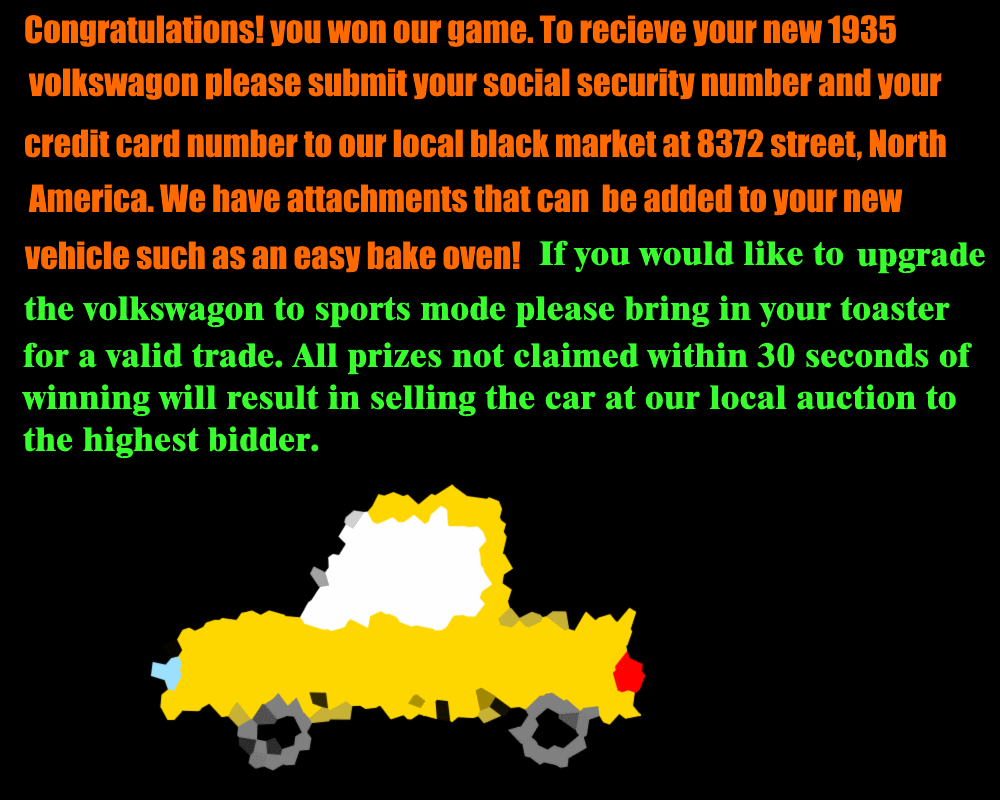 Congratulations! you won our game. To recieve your new 1935
volkswagon please submit your social security number and your
credit card number to our local black market at 8372 street, North
America. We have attachments that can be added to your new
vehicle such as an easy bake oven! If you would like to upgrade
the volkswagon to sports mode please bring in your toaster
for a valid trade. All prizes not claimed within 30 seconds of
winning will result in selling the car at our local auction to
the highest bidder.